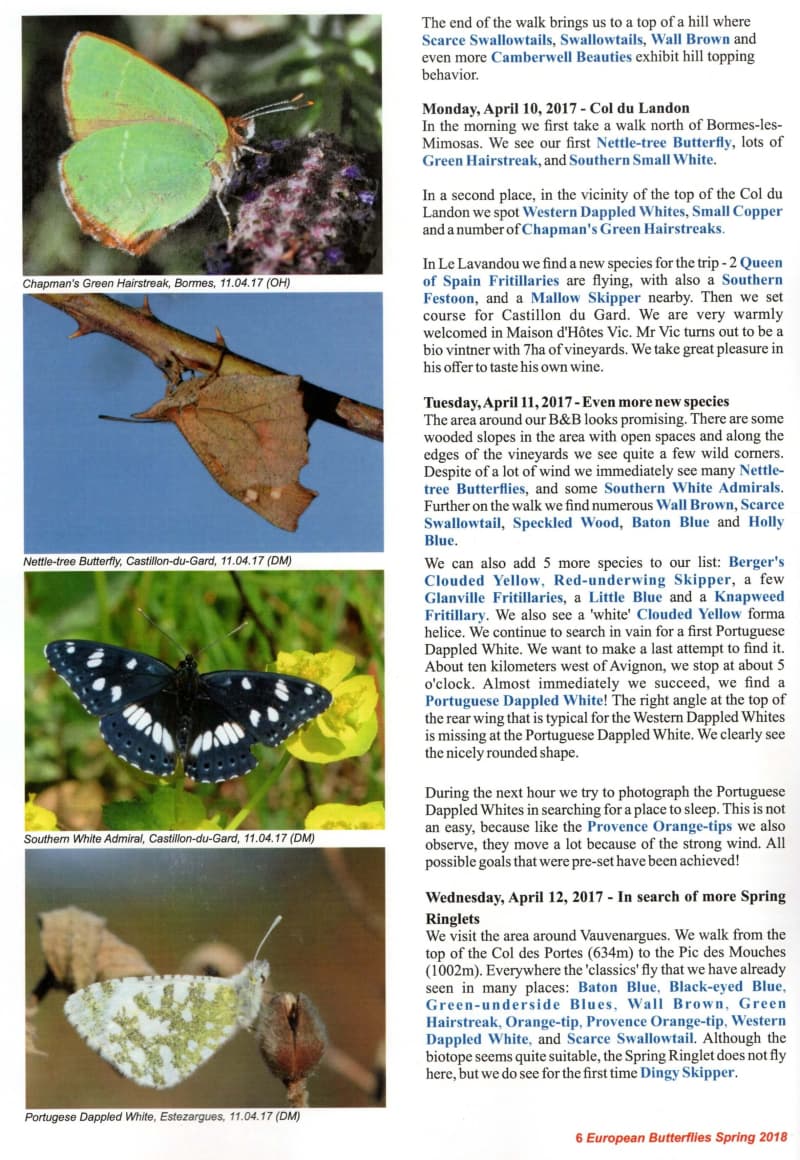 Chapman's Green Hairstreak, Bormes, 11.04.17 (OH)
Nettle-tree Butterfly, Castillon-du-Gard, 11.04.17 (DM)
Southern White Admiral, Castillon-du-Gard, 11.04.17 (DM)
Portugese Dappled White, Estezargues, 11.04.17 (DM)
The end of the walk brings us to a top of a hill where
Scarce Swallowtails, Swallowtails, Wall Brown and
even more Camberwell Beauties exhibit hill topping
behavior.
Monday, April 10, 2017 - Col du Landon
In the morning we first take a walk north of Bormes-les-
Mimosas. We see our first Nettle-tree Butterfly, lots of
Green Hairstreak, and Southern Small White.
In a second place, in the vicinity of the top of the Col du
Landon we spot Western Dappled Whites, Small Copper
and a number of Chapman's Green Hairstreaks.
In Le Lavandou we find a new species for the trip - 2 Queen
of Spain Fritillaries are flying, with also a Southern
Festoon, and a Mallow Skipper nearby. Then we set
course for Castillon du Gard. We are very warmly
welcomed in Maison d'Hôtes Vic. Mr Vic turns out to be a
bio vintner with 7ha of vineyards. We take great pleasure in
his offer to taste his own wine.
Tuesday, April 11, 2017 - Even more new species
The area around our B&B looks promising. There are some
wooded slopes in the area with open spaces and along the
edges of the vineyards we see quite a few wild corners.
Despite of a lot of wind we immediately see many Nettle-
tree Butterflies, and some Southern White Admirals.
Further on the walk we find numerous Wall Brown, Scarce
Swallowtail, Speckled Wood, Baton Blue and Holly
Blue.
We can also add 5 more species to our list: Berger's
Clouded Yellow, Red-underwing Skipper, a few
Glanville Fritillaries, a Little Blue and a Knapweed
Fritillary. We also see a 'white' Clouded Yellow forma
helice. We continue to search in vain for a first Portuguese
Dappled White. We want to make a last attempt to find it.
About ten kilometers west of Avignon, we stop at about 5
o'clock. Almost immediately we succeed, we find a
Portuguese Dappled White! The right angle at the top of
the rear wing that is typical for the Western Dappled Whites
is missing at the Portuguese Dappled White. We clearly see
the nicely rounded shape.
During the next hour we try to photograph the Portuguese
Dappled Whites in searching for a place to sleep. This is not
an easy, because like the Provence Orange-tips we also
observe, they move a lot because of the strong wind. All
possible goals that were pre-set have been achieved!
Wednesday, April 12, 2017 - In search of more Spring
Ringlets
We visit the area around Vauvenargues. We walk from the
top of the Col des Portes (634m) to the Pic des Mouches
(1002m). Everywhere the 'classics' fly that we have already
seen in many places: Baton Blue, Black-eyed Blue,
Green-underside Blues, Wall Brown, Green
Hairstreak, Orange-tip, Provence Orange-tip, Western
Dappled White, and Scarce Swallowtail. Although the
biotope seems quite suitable, the Spring Ringlet does not fly
here, but we do see for the first time Dingy Skipper.
6 European Butterflies Spring 2018